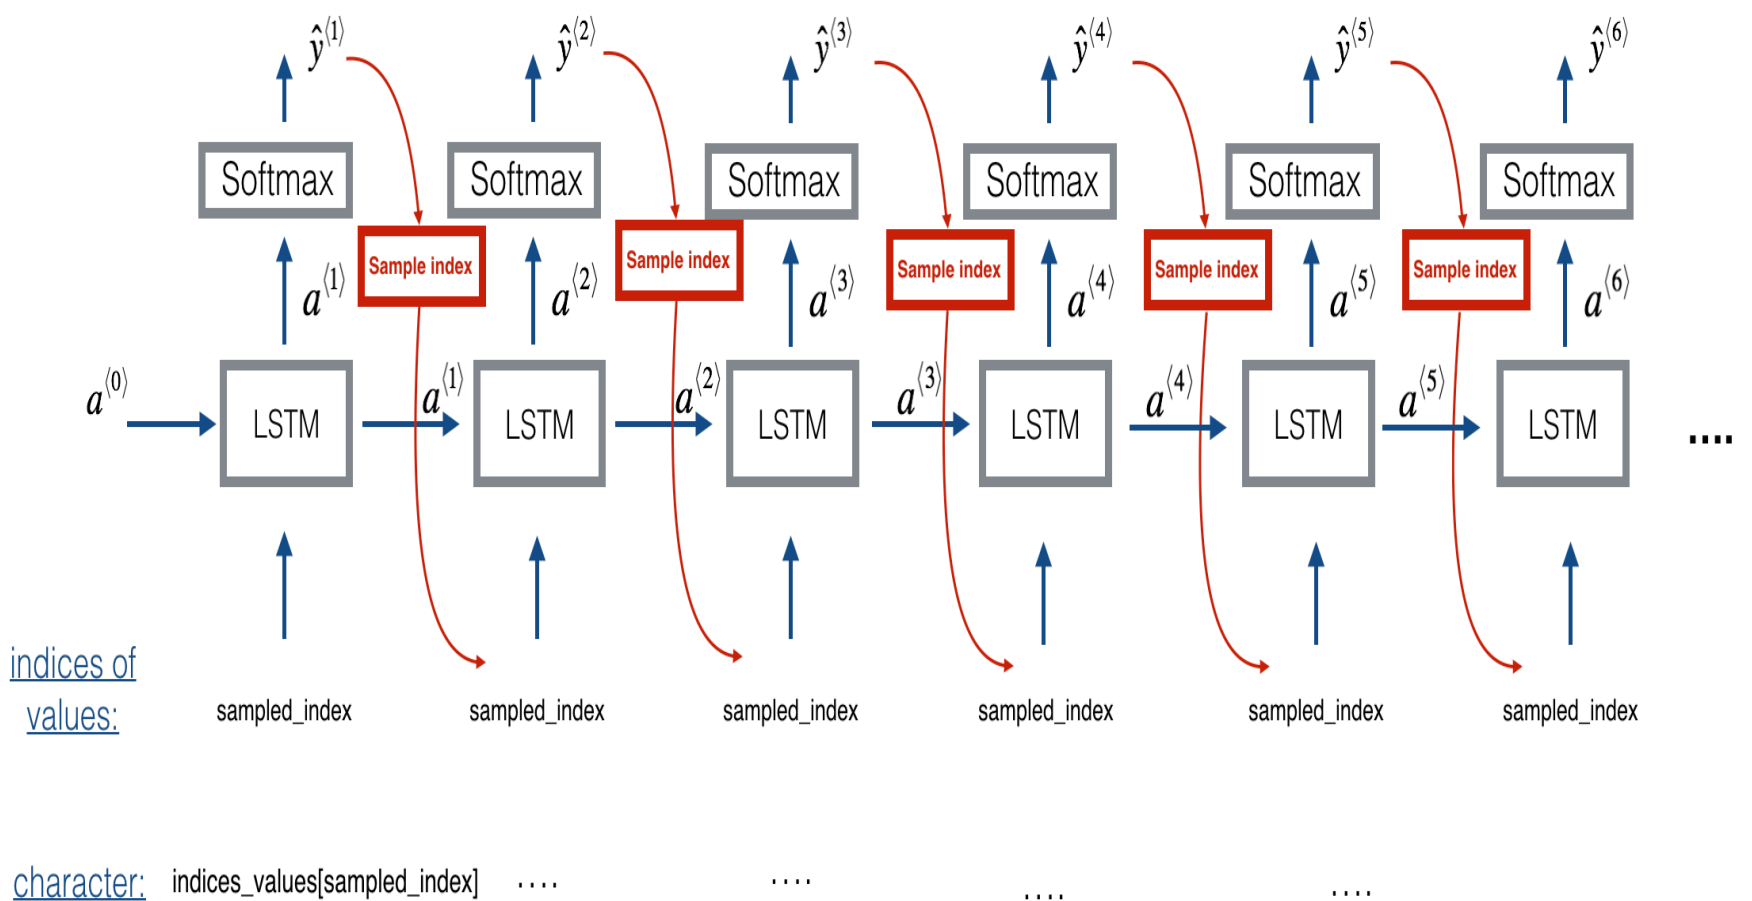 ŷ⟨1⟩ ŷ⟨2⟩ ŷ⟨3⟩ ŷ⟨4⟩ ŷ⟨5⟩ ŷ⟨6⟩
Softmax Softmax Softmax Softmax Softmax Softmax
Sample index Sample index Sample index Sample index Sample index
a⟨1⟩ a⟨2⟩ a⟨3⟩ a⟨4⟩ a⟨5⟩ a⟨6⟩
a⟨0⟩ a⟨1⟩ a⟨2⟩ a⟨3⟩ a⟨4⟩ a⟨5⟩
LSTM LSTM LSTM LSTM LSTM LSTM ....
indices of
values:
sampled_index sampled_index sampled_index sampled_index sampled_index sampled_index
character: indices_values[sampled_index] .... .... .... ....